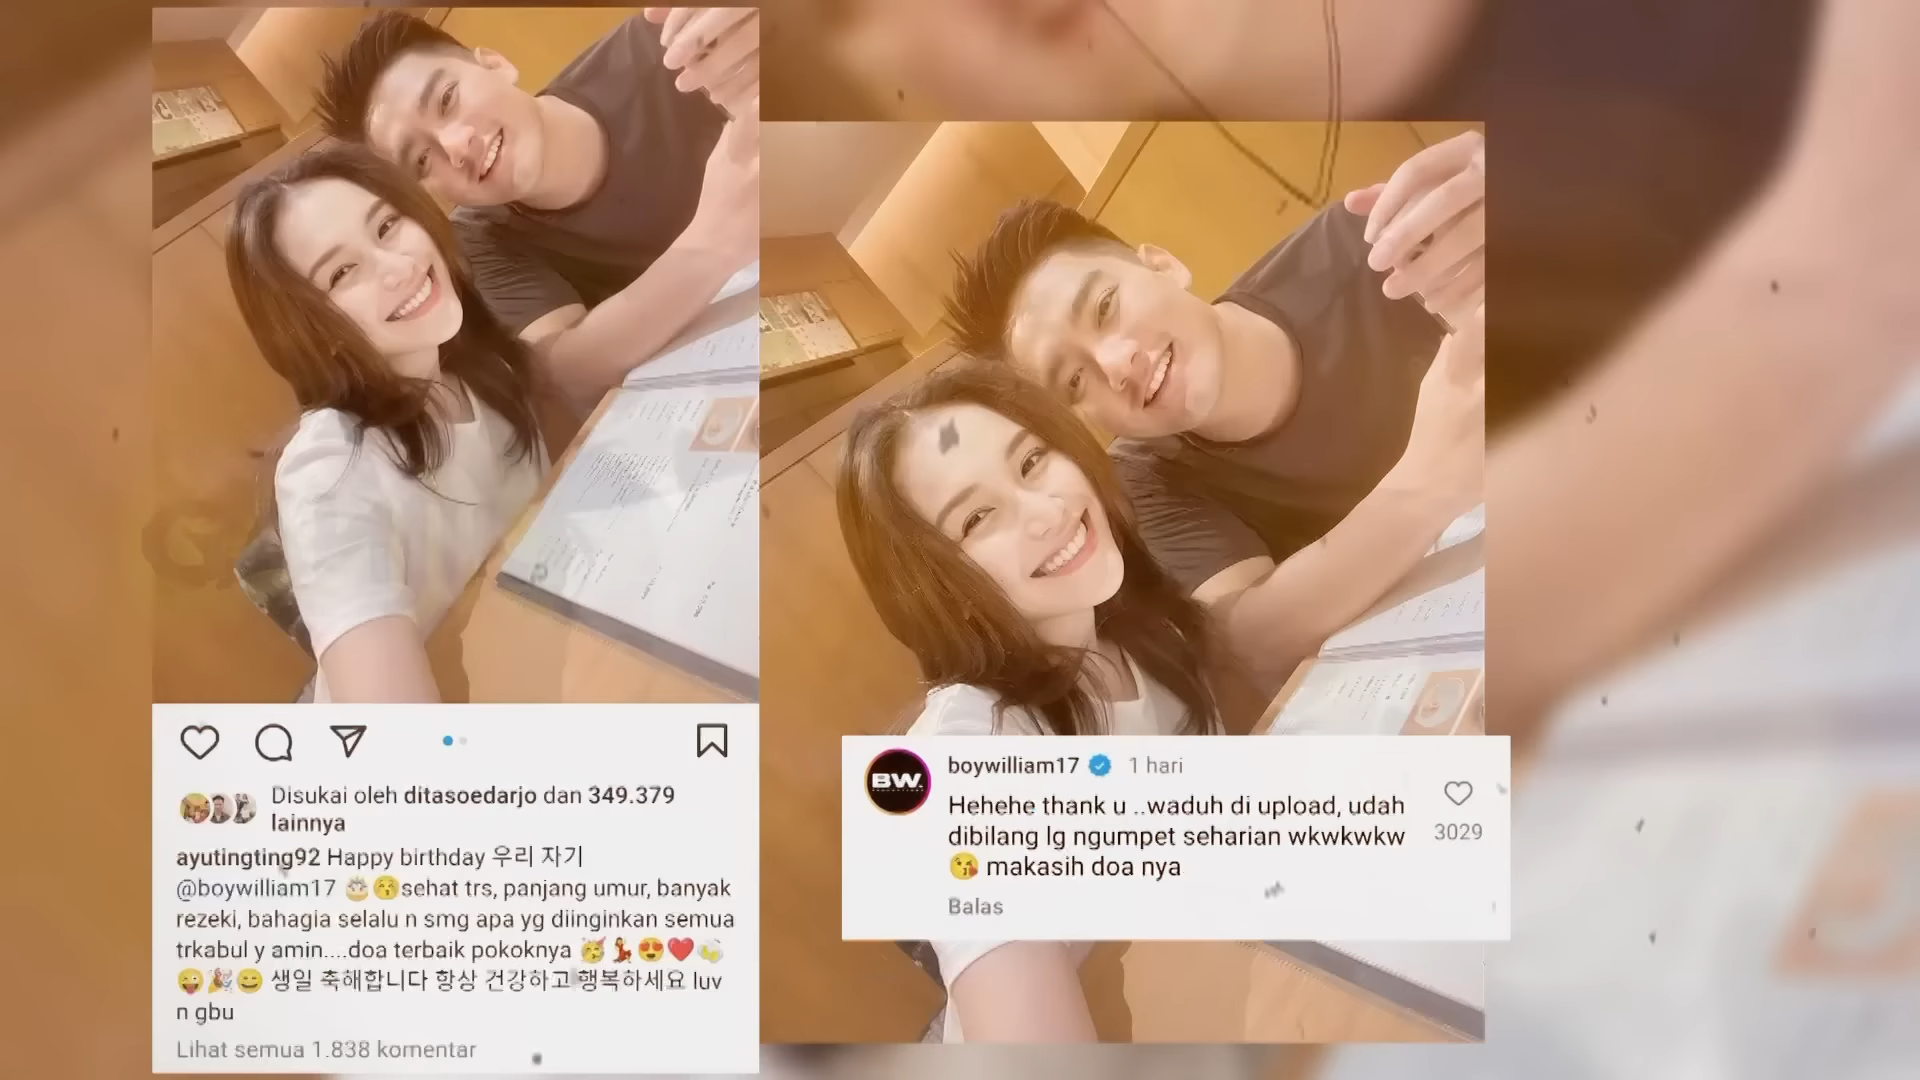 Disukai oleh ditasoedarjo dan 349.379
lainnya
ayutingting92 Happy birthday 우리 자기
@boywilliam17 🎂😚sehat trs, panjang umur, banyak
rezeki, bahagia selalu n smg apa yg diinginkan semua
trkabul y amin....doa terbaik pokoknya 🥳💃😍❤️🍻
😜🎉😄 생일 축해합니다 항상 건강하고 행복하세요 luv
n gbu
Lihat semua 1.838 komentar
BW.
boywilliam17 1 hari
Hehehe thank u ..waduh di upload, udah
dibilang lg ngumpet seharian wkwkwkw
😘 makasih doa nya
3029
Balas